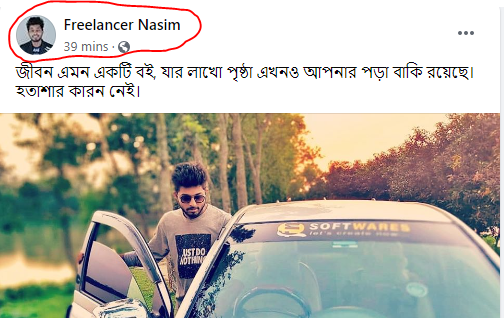 Freelancer Nasim
39 mins ·
জীবন এমন একটি বই, যার লাখো পৃষ্ঠা এখনও আপনার পড়া বাকি রয়েছে।
হতাশার কারন নেই।
SOFTWARES
let's create now
JUST DO
NOTHING